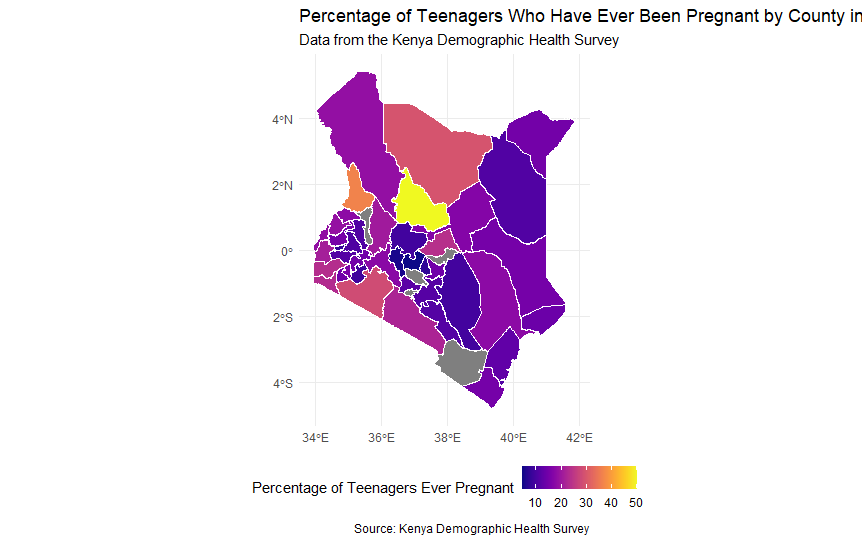 Percentage of Teenagers Who Have Ever Been Pregnant by County in
Data from the Kenya Demographic Health Survey
4°N
2°N
0°
2°S
4°S
34°E 36°E 38°E 40°E 42°E
Percentage of Teenagers Ever Pregnant
10 20 30 40 50
Source: Kenya Demographic Health Survey